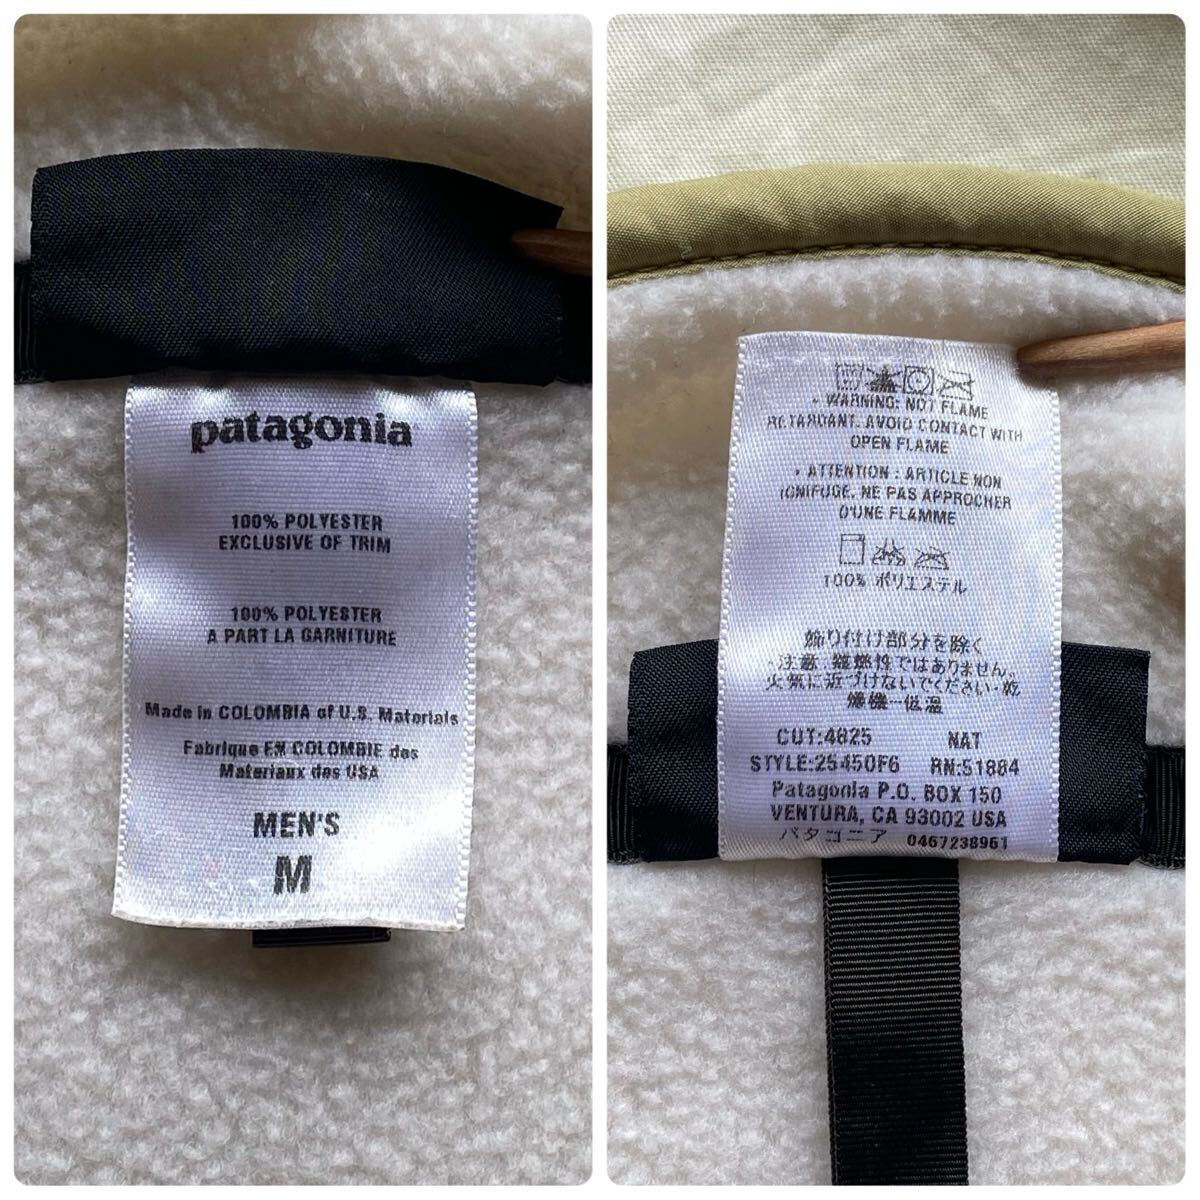 patagonia
100% POLYESTER
EXCLUSIVE OF TRIM
100% POLYESTER
A PART LA GARNITURE
Made in COLOMBIA of U.S. Materials
Fabrique EN COLOMBIE des
Materiaux des USA
MEN'S
M
• WARNING: NOT FLAME
RETARDANT. AVOID CONTACT WITH
OPEN FLAME
• ATTENTION : ARTICLE NON
IGNIFUGE. NE PAS APPROCHER
D'UNE FLAMME
100% ポリエステル
飾り付け部分を除く
・注意 難燃性ではありません。
火気に近づけないでください・乾
燥機－低温
CUT:4825 NAT
STYLE:25450F6 RN:51884
Patagonia P.O. BOX 150
VENTURA, CA 93002 USA
パタゴニア 0467238961